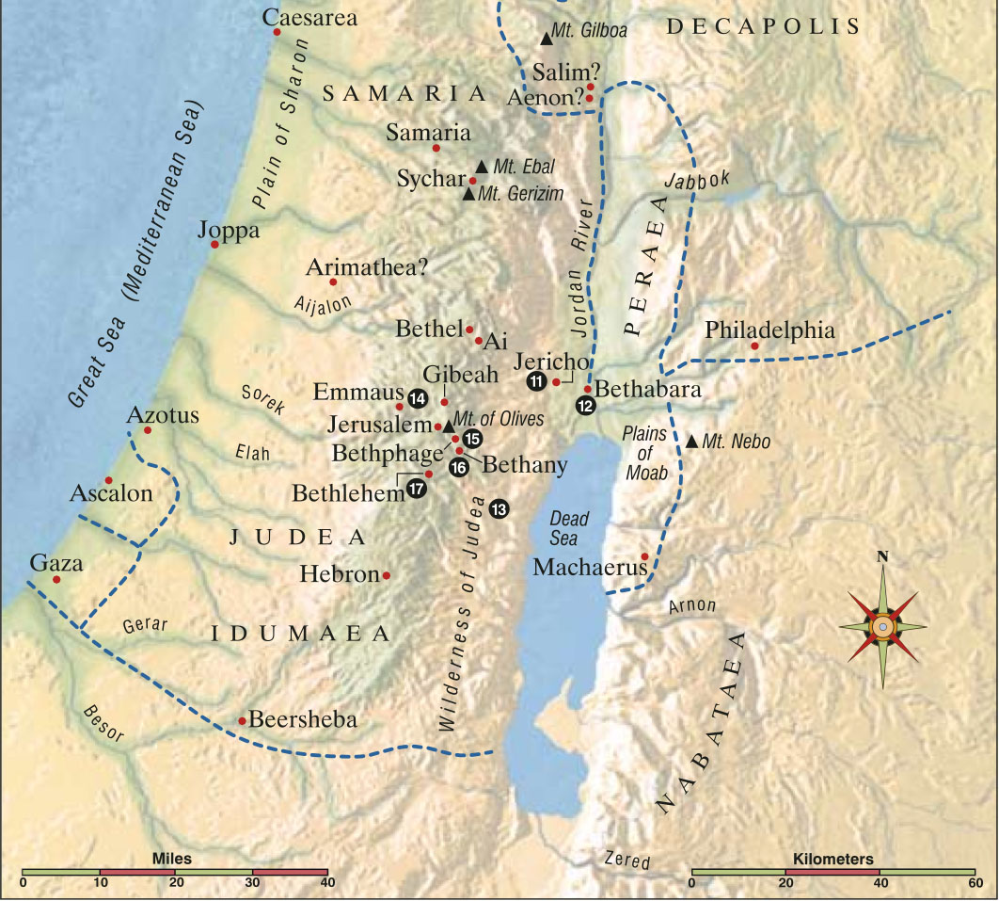 Caesarea
Mt. Gilboa
DECAPOLIS
Salim?
Aenon?
SAMARIA
Plain of Sharon
Samaria
Mt. Ebal
Sychar
Mt. Gerizim
Jabbok
Great Sea (Mediterranean Sea)
Joppa
Jordan River
PERAEA
Arimathea?
Aijalon
Bethel
Ai
Philadelphia
Jericho
11
Gibeah
Emmaus
14
Bethabara
12
Sorek
Azotus
Jerusalem
Mt. of Olives
15
Plains
of
Moab
Mt. Nebo
Elah
Bethphage
16
Bethany
Ascalon
Bethlehem
17
13
JUDEA
Dead
Sea
Gaza
Hebron
Machaerus
N
Wilderness of Judea
Arnon
Gerar
IDUMAEA
NABATAEA
Besor
Beersheba
Zered
Miles
0 10 20 30 40
Kilometers
0 20 40 60